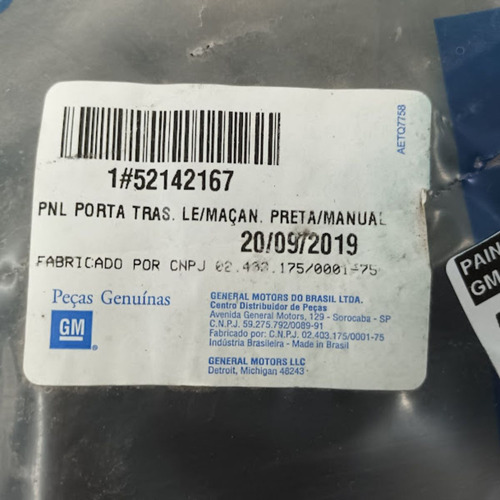 AETQ7758
1#52142167
PNL PORTA TRAS. LE/MAÇAN. PRETA/MANUAL
20/09/2019
FABRICADO POR CNPJ 02.403.175/0001-75
Peças Genuínas
GM
GENERAL MOTORS DO BRASIL LTDA.
Centro Distribuidor de Peças
Avenida General Motors, 129 - Sorocaba - SP
C.N.P.J. 59.275.792/0089-91
Fabricado por: C.N.P.J. 02.403.175/0001-75
Indústria Brasileira - Made in Brasil
GENERAL MOTORS LLC
Detroit, Michigan 48243
PAIN
GM